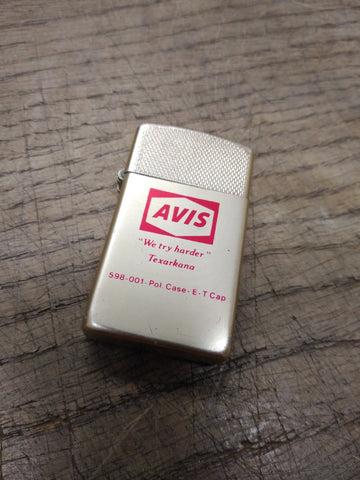 AVIS
"We try harder"
Texarkana
598-001-Pol. Case-E-T Cap